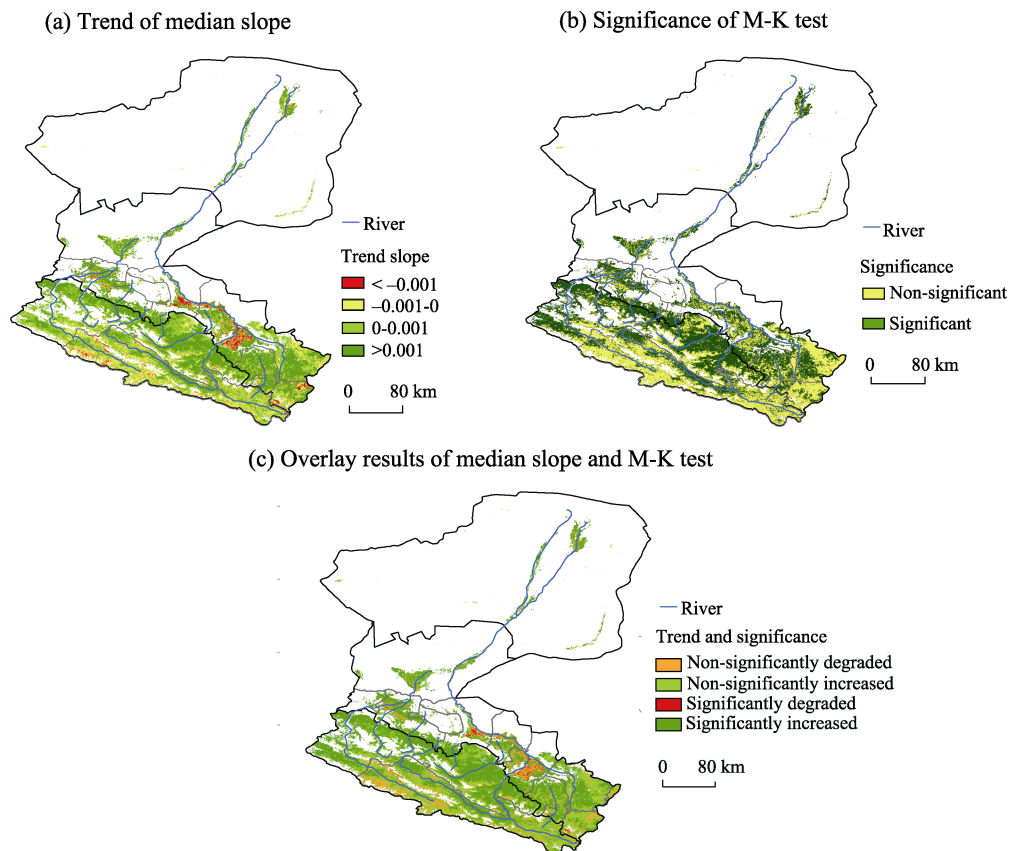 (a) Trend of median slope
(b) Significance of M-K test
River
Trend slope
< –0.001
–0.001-0
0-0.001
>0.001
0 80 km
River
Significance
Non-significant
Significant
0 80 km
(c) Overlay results of median slope and M-K test
River
Trend and significance
Non-significantly degraded
Non-significantly increased
Significantly degraded
Significantly increased
0 80 km